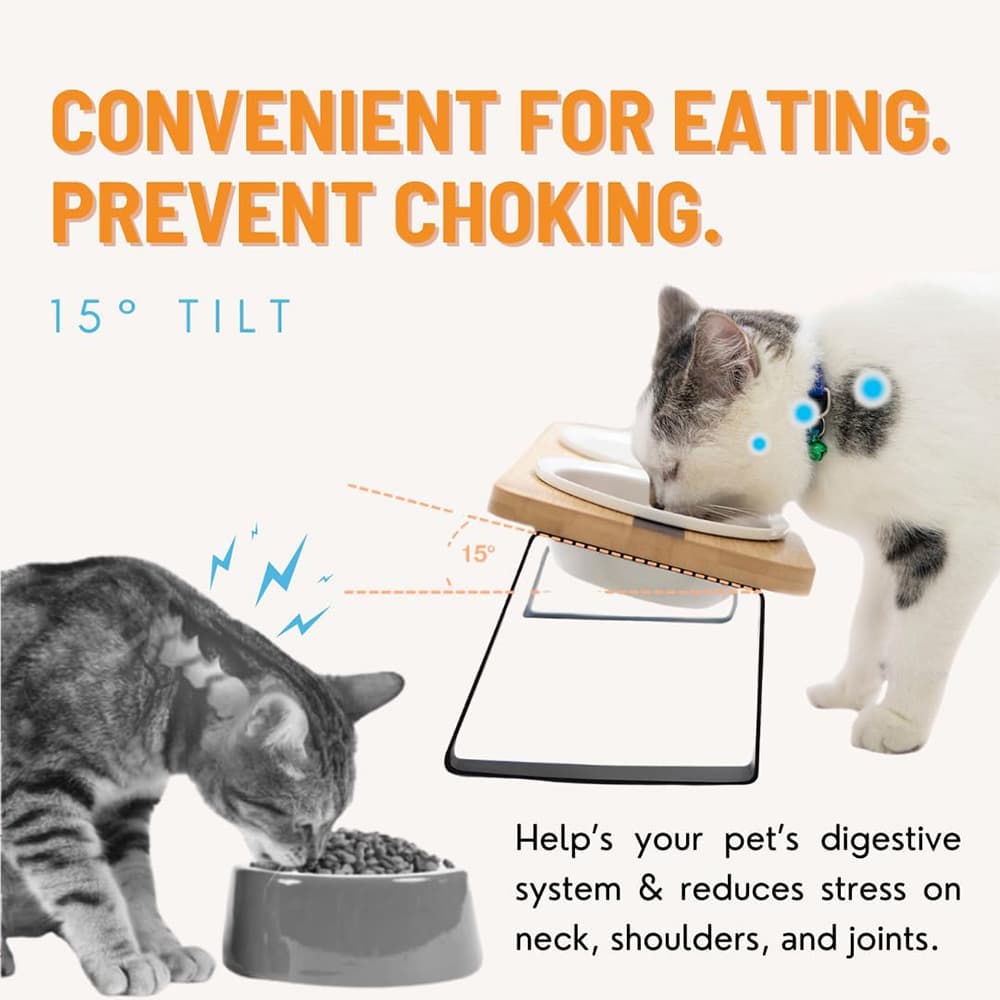 CONVENIENT FOR EATING.
PREVENT CHOKING.
15° TILT
15°
Help's your pet's digestive
system & reduces stress on
neck, shoulders, and joints.